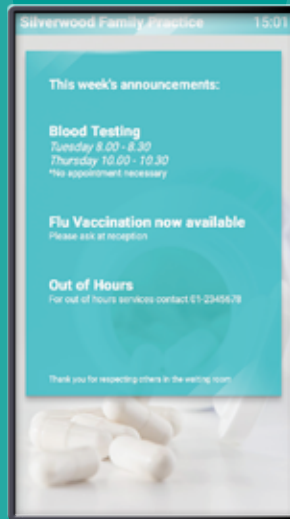 Silverwood Family Practice 15:01
This week's announcements:
Blood Testing
Tuesday 8.00 - 8.30
Thursday 10.00 - 10.30
*No appointment necessary
Flu Vaccination now available
Please ask at reception
Out of Hours
For out of hours services contact 01-2345678
Thank you for respecting others in the waiting room